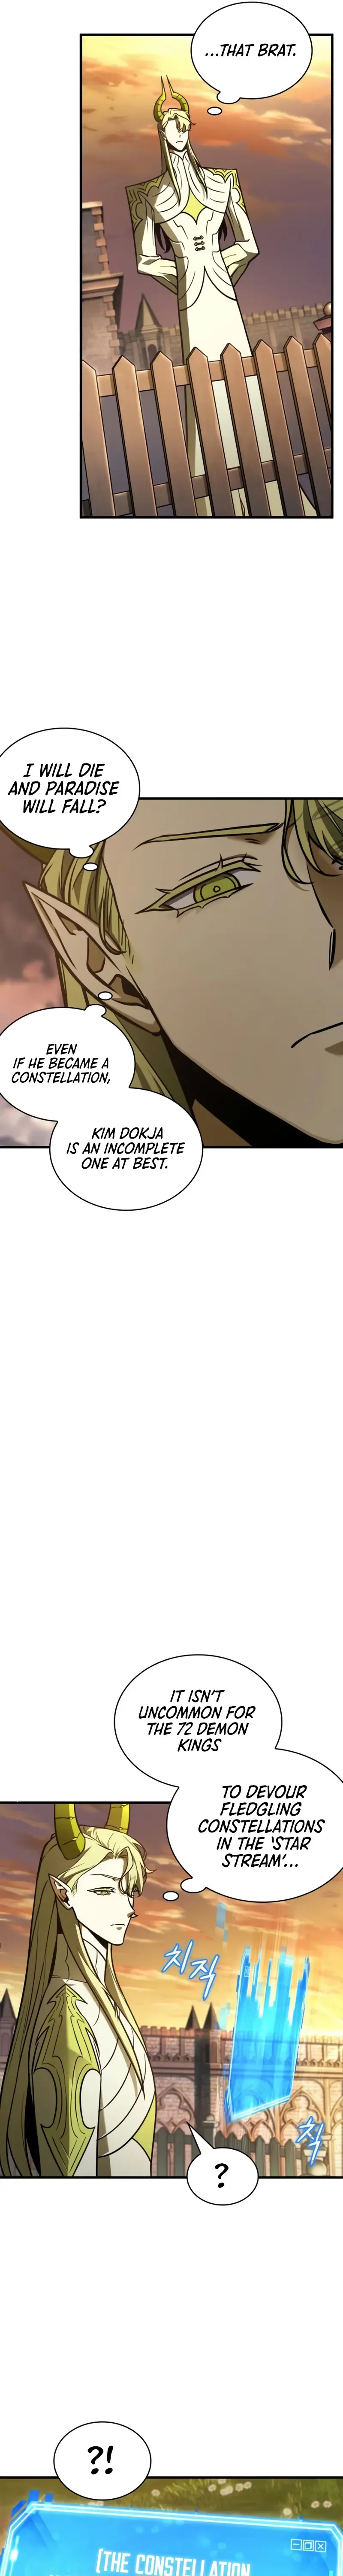 ...THAT BRAT.
I WILL DIE
AND PARADISE
WILL FALL?
EVEN
IF HE BECAME A
CONSTELLATION,
KIM DOKJA
IS AN INCOMPLETE
ONE AT BEST.
IT ISN'T
UNCOMMON FOR
THE 72 DEMON
KINGS
TO DEVOUR
FLEDGLING
CONSTELLATIONS
IN THE 'STAR
STREAM'...
치직
칙
?
?!
[THE CONSTELLATION